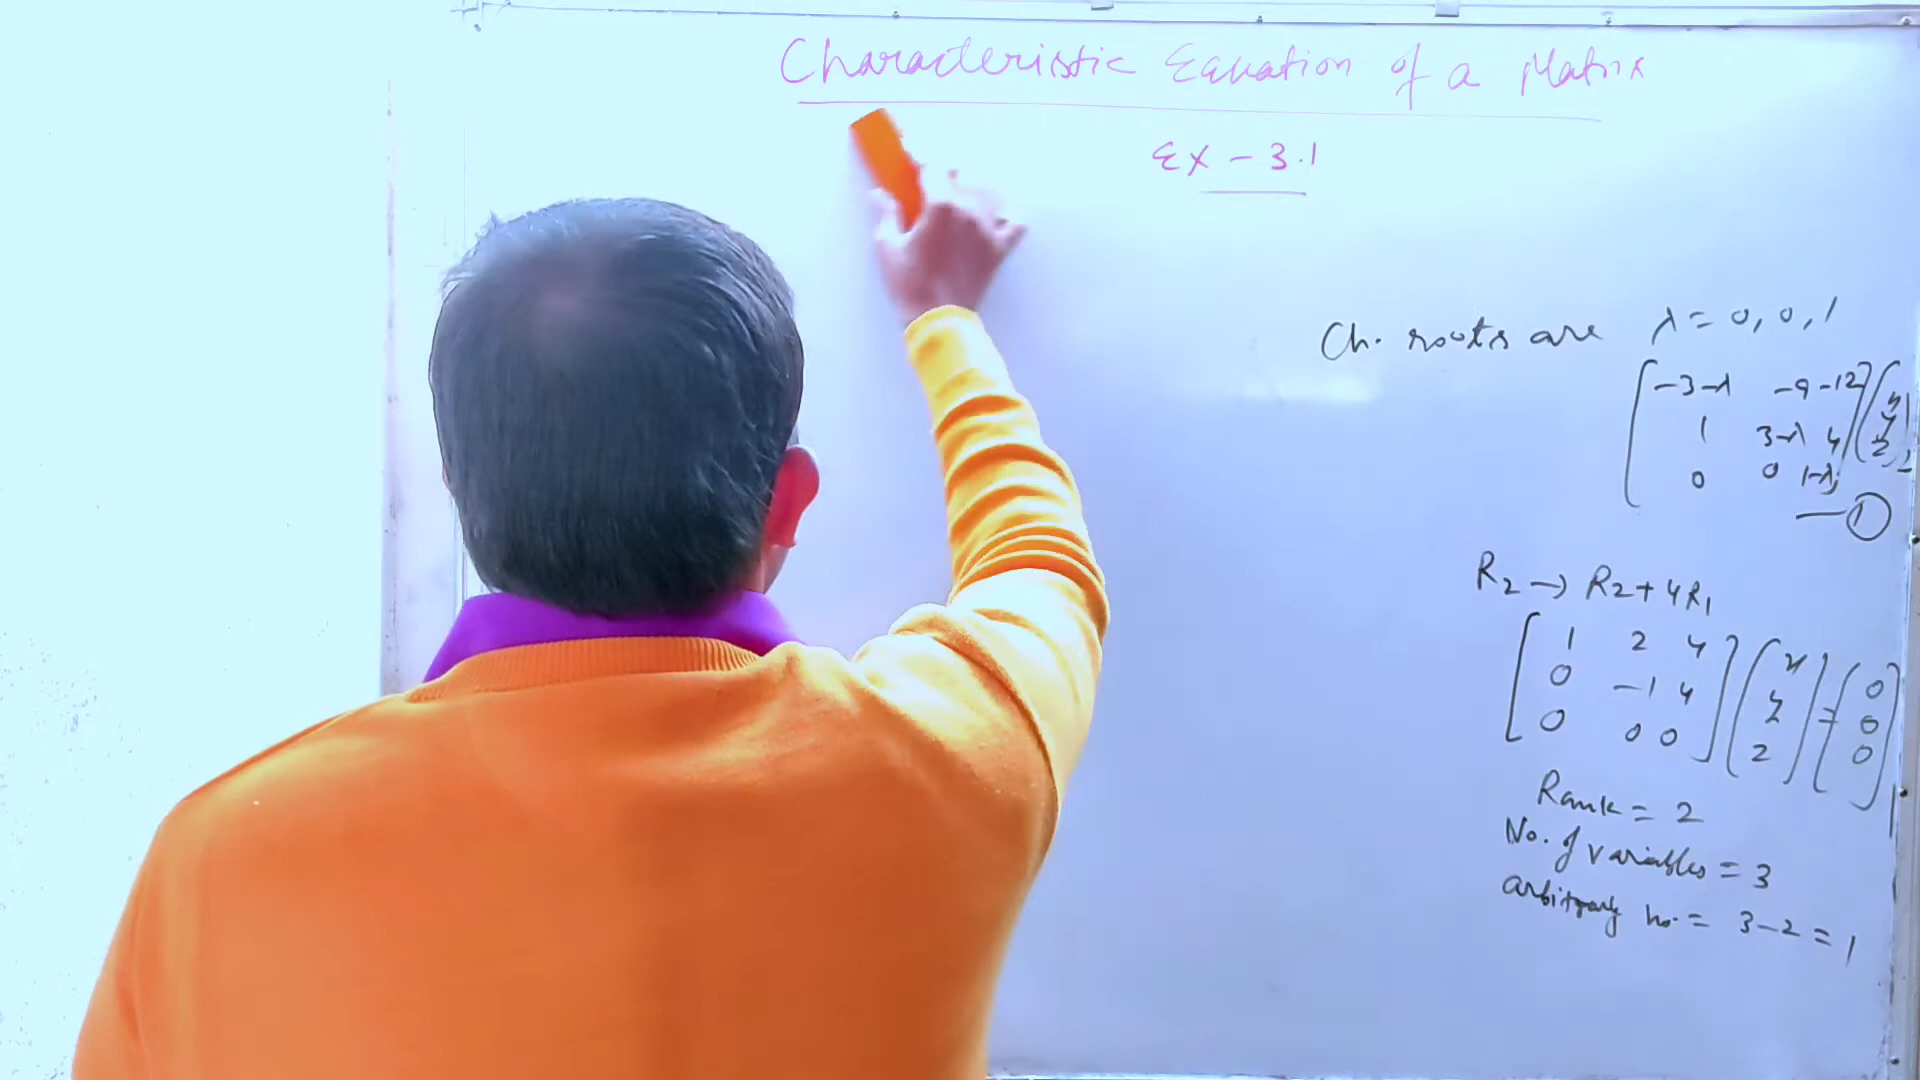 Characteristic Equation of a Matrix
Ex - 3.1
Ch. roots are λ = 0, 0, 1
-3-λ -9 -12
1 3-λ 4 y
0 0 1-λ z
— ①
R2 → R2 + 4R1
1 2 4 x 0
0 -1 4 y = 0
0 0 0 z 0
Rank = 2
No. of variables = 3
arbitrary no. = 3-2 = 1